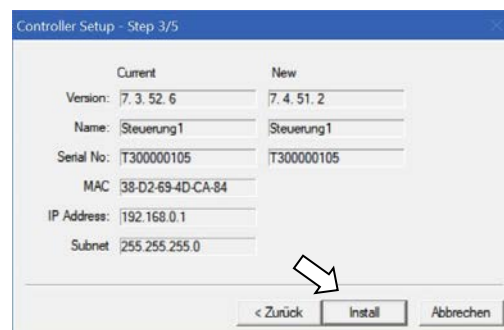 Controller Setup - Step 3/5
Current New
Version: 7. 3. 52. 6 7. 4. 51. 2
Name: Steuerung1 Steuerung1
Serial No: T300000105 T300000105
MAC 38-D2-69-4D-CA-84
IP Address: 192.168.0.1
Subnet 255.255.255.0
< Zurück Install Abbrechen